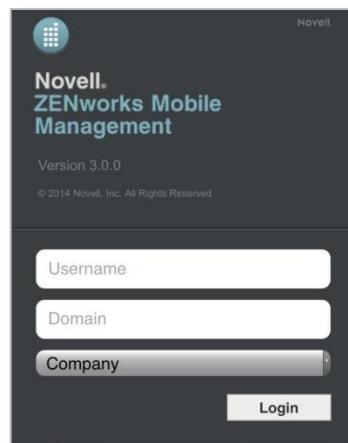 Novell
Novell.
ZENworks Mobile
Management
Version 3.0.0
© 2014 Novell, Inc. All Rights Reserved
Username
Domain
Company
Login